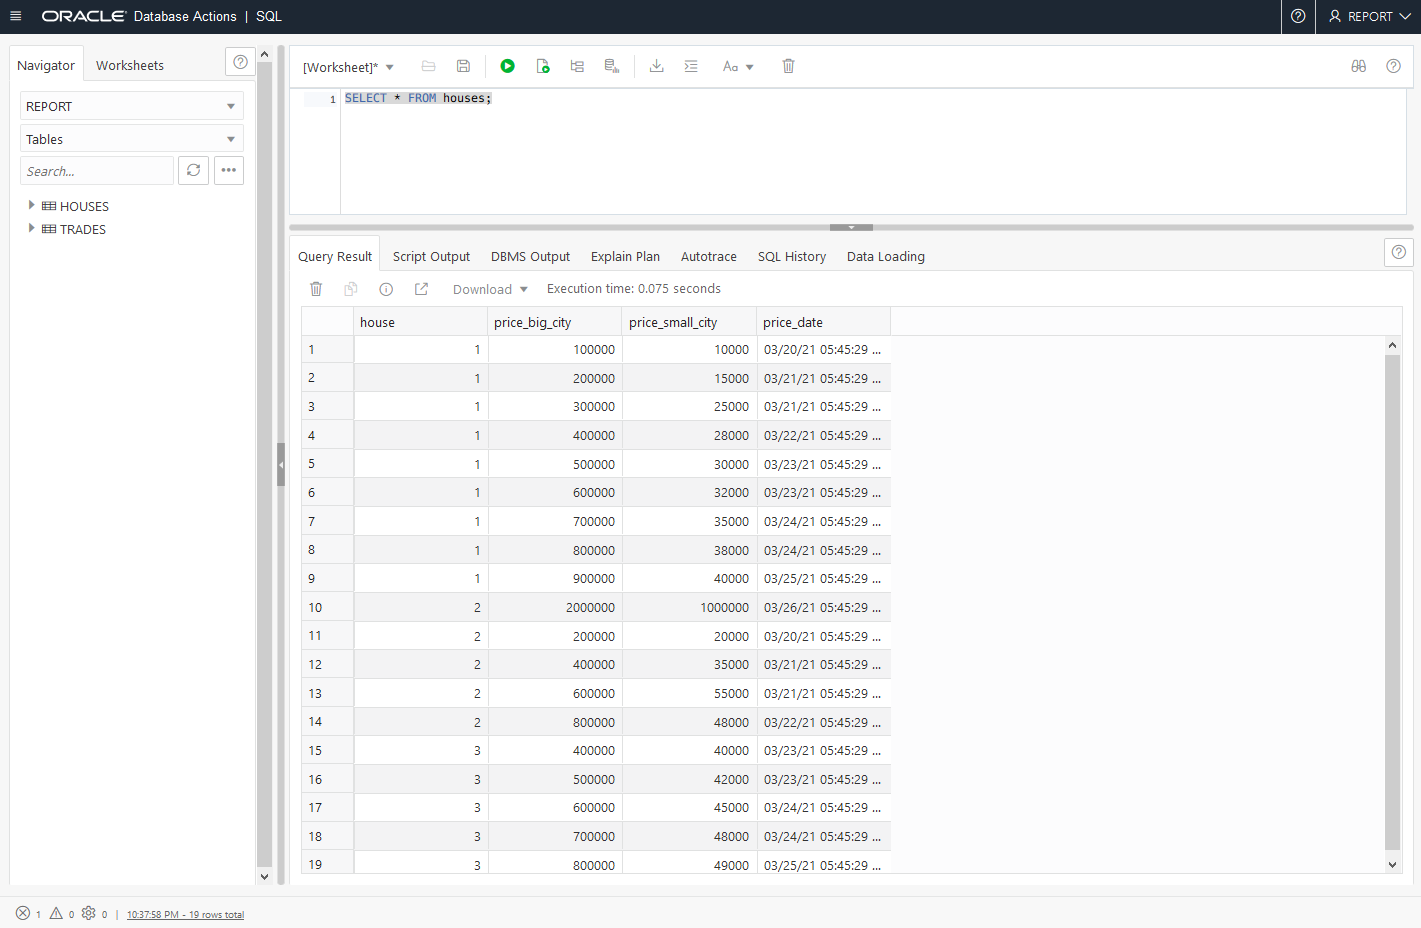 ORACLE Database Actions | SQL
REPORT
Navigator Worksheets
REPORT
Tables
Search...
HOUSES
TRADES
[Worksheet]*
Aa
1 SELECT * FROM houses;
Query Result Script Output DBMS Output Explain Plan Autotrace SQL History Data Loading
Download Execution time: 0.075 seconds
house price_big_city price_small_city price_date
1 1 100000 10000 03/20/21 05:45:29 ...
2 1 200000 15000 03/21/21 05:45:29 ...
3 1 300000 25000 03/21/21 05:45:29 ...
4 1 400000 28000 03/22/21 05:45:29 ...
5 1 500000 30000 03/23/21 05:45:29 ...
6 1 600000 32000 03/23/21 05:45:29 ...
7 1 700000 35000 03/24/21 05:45:29 ...
8 1 800000 38000 03/24/21 05:45:29 ...
9 1 900000 40000 03/25/21 05:45:29 ...
10 2 2000000 1000000 03/26/21 05:45:29 ...
11 2 200000 20000 03/20/21 05:45:29 ...
12 2 400000 35000 03/21/21 05:45:29 ...
13 2 600000 55000 03/21/21 05:45:29 ...
14 2 800000 48000 03/22/21 05:45:29 ...
15 3 400000 40000 03/23/21 05:45:29 ...
16 3 500000 42000 03/23/21 05:45:29 ...
17 3 600000 45000 03/24/21 05:45:29 ...
18 3 700000 48000 03/24/21 05:45:29 ...
19 3 800000 49000 03/25/21 05:45:29 ...
1 0 0 | 10:37:58 PM - 19 rows total